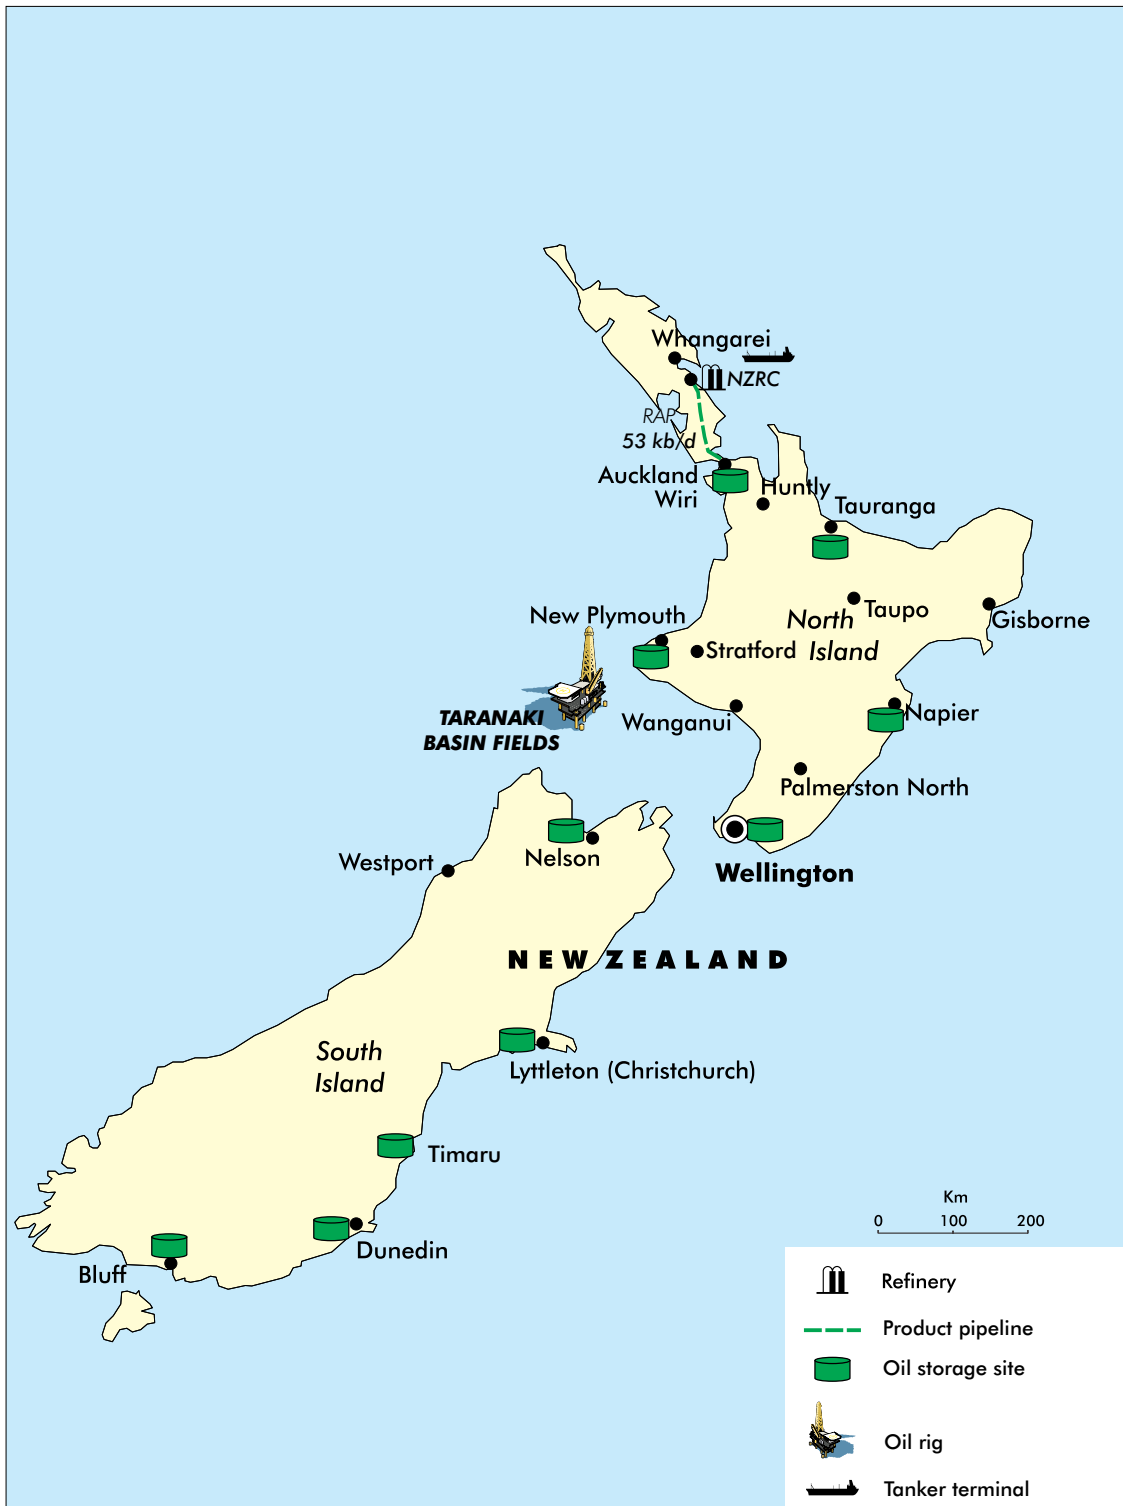 Whangarei
NZRC
RAP
53 kb/d
Auckland
Wiri
Huntly
Tauranga
New Plymouth
North
Island
Taupo
Gisborne
Stratford
TARANAKI
BASIN FIELDS
Wanganui
Napier
Palmerston North
Nelson
Westport
Wellington
NEW ZEALAND
South
Island
Lyttleton (Christchurch)
Timaru
Dunedin
Bluff
Km
0 100 200
Refinery
Product pipeline
Oil storage site
Oil rig
Tanker terminal